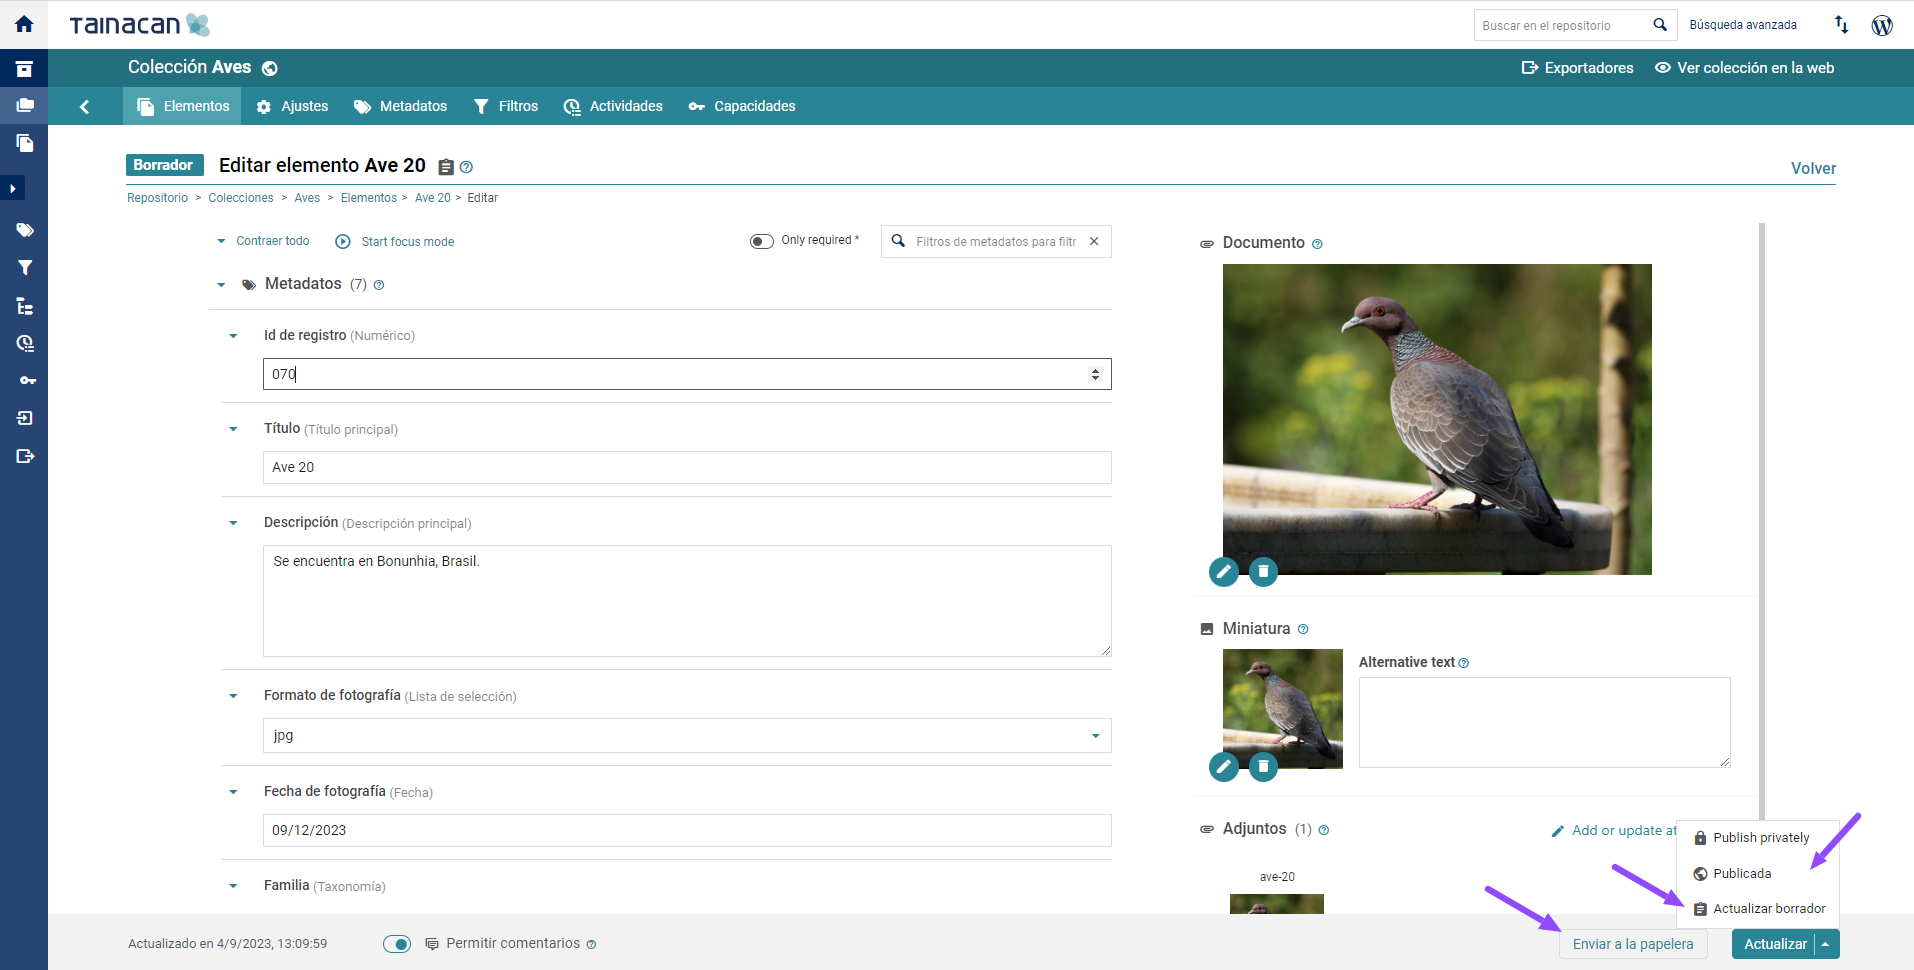 TAINACAN
Buscar en el repositorio
Búsqueda avanzada
Colección Aves
Exportadores
Ver colección en la web
Elementos
Ajustes
Metadatos
Filtros
Actividades
Capacidades
Borrador
Editar elemento Ave 20
Volver
Repositorio > Colecciones > Aves > Elementos > Ave 20 > Editar
Contraer todo
Start focus mode
Only required *
Filtros de metadatos para filtr
Metadatos (7)
Id de registro (Numérico)
070
Título (Título principal)
Ave 20
Descripción (Descripción principal)
Se encuentra en Bonunhia, Brasil.
Formato de fotografía (Lista de selección)
jpg
Fecha de fotografía (Fecha)
09/12/2023
Familia (Taxonomía)
Documento
Miniatura
Alternative text
Adjuntos (1)
Add or update at
ave-20
Publish privately
Publicada
Actualizar borrador
Actualizado en 4/9/2023, 13:09:59
Permitir comentarios
Enviar a la papelera
Actualizar